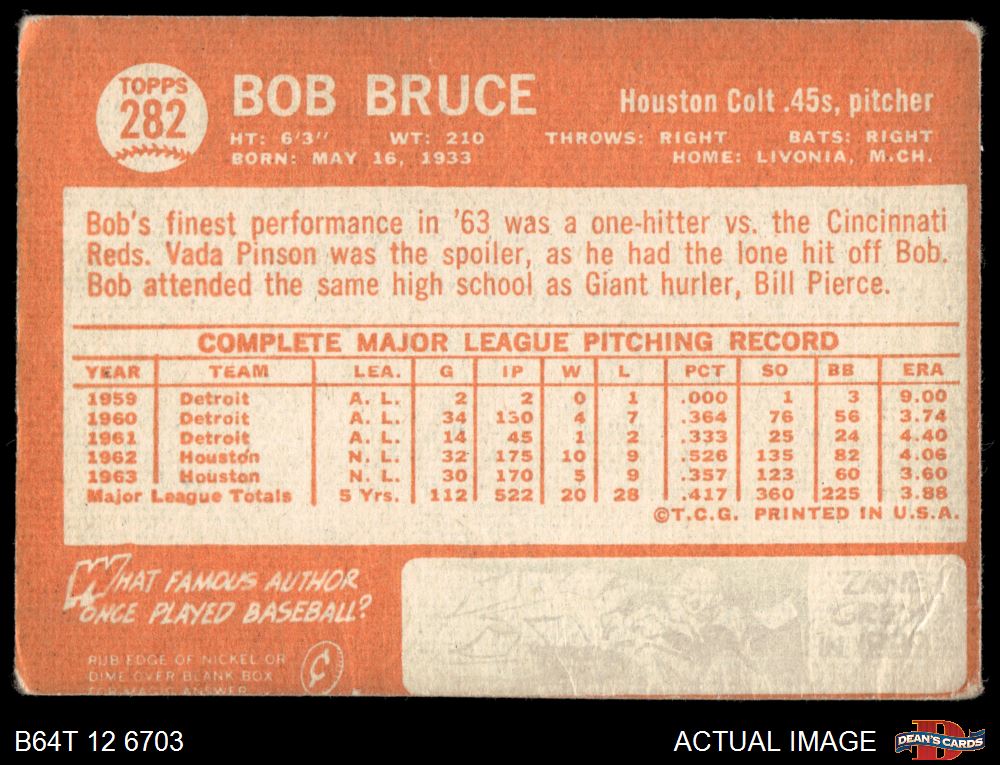 TOPPS
282
BOB BRUCE
Houston Colt .45s, pitcher
HT: 6'3" WT: 210 THROWS: RIGHT BATS: RIGHT
BORN: MAY 16, 1933 HOME: LIVONIA, M.CH.
Bob's finest performance in '63 was a one-hitter vs. the Cincinnati
Reds. Vada Pinson was the spoiler, as he had the lone hit off Bob.
Bob attended the same high school as Giant hurler, Bill Pierce.
COMPLETE MAJOR LEAGUE PITCHING RECORD
YEAR TEAM LEA. G IP W L PCT SO BB ERA
1959 Detroit A. L. 2 2 0 1 .000 1 3 9.00
1960 Detroit A. L. 34 130 4 7 .364 76 56 3.74
1961 Detroit A. L. 14 45 1 2 .333 25 24 4.40
1962 Houston N. L. 32 175 10 9 .526 135 82 4.06
1963 Houston N. L. 30 170 5 9 .357 123 60 3.60
Major League Totals 5 Yrs. 112 522 20 28 .417 360 225 3.88
©T.C.G. PRINTED IN U.S.A.
WHAT FAMOUS AUTHOR
ONCE PLAYED BASEBALL?
RUB EDGE OF NICKEL OR
DIME OVER BLANK BOX
FOR MAGIC ANSWER
¢
ZANE
GREY
B64T 12 6703
ACTUAL IMAGE
DEAN'S CARDS